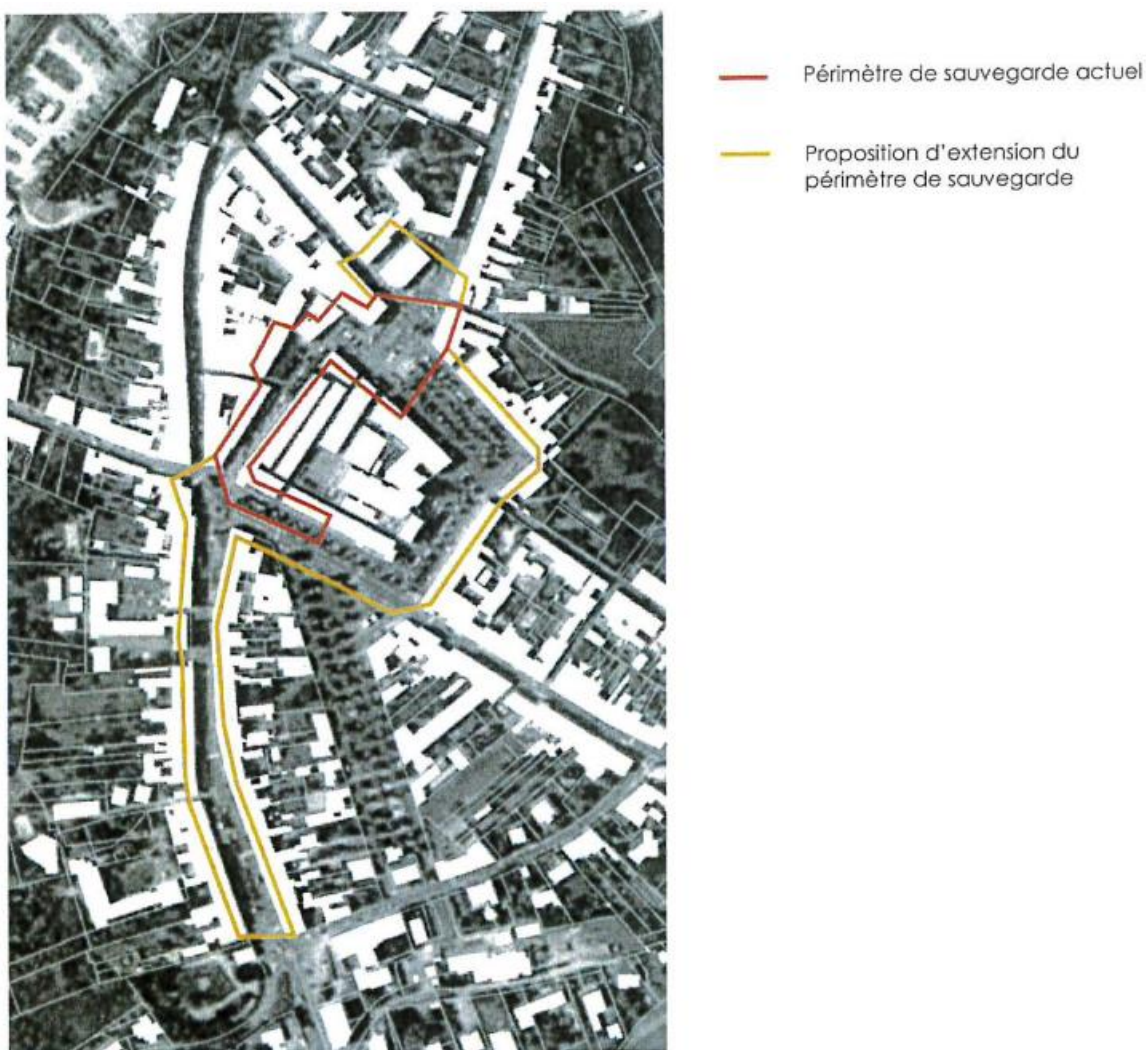 Périmètre de sauvegarde actuel
Proposition d'extension du
périmètre de sauvegarde